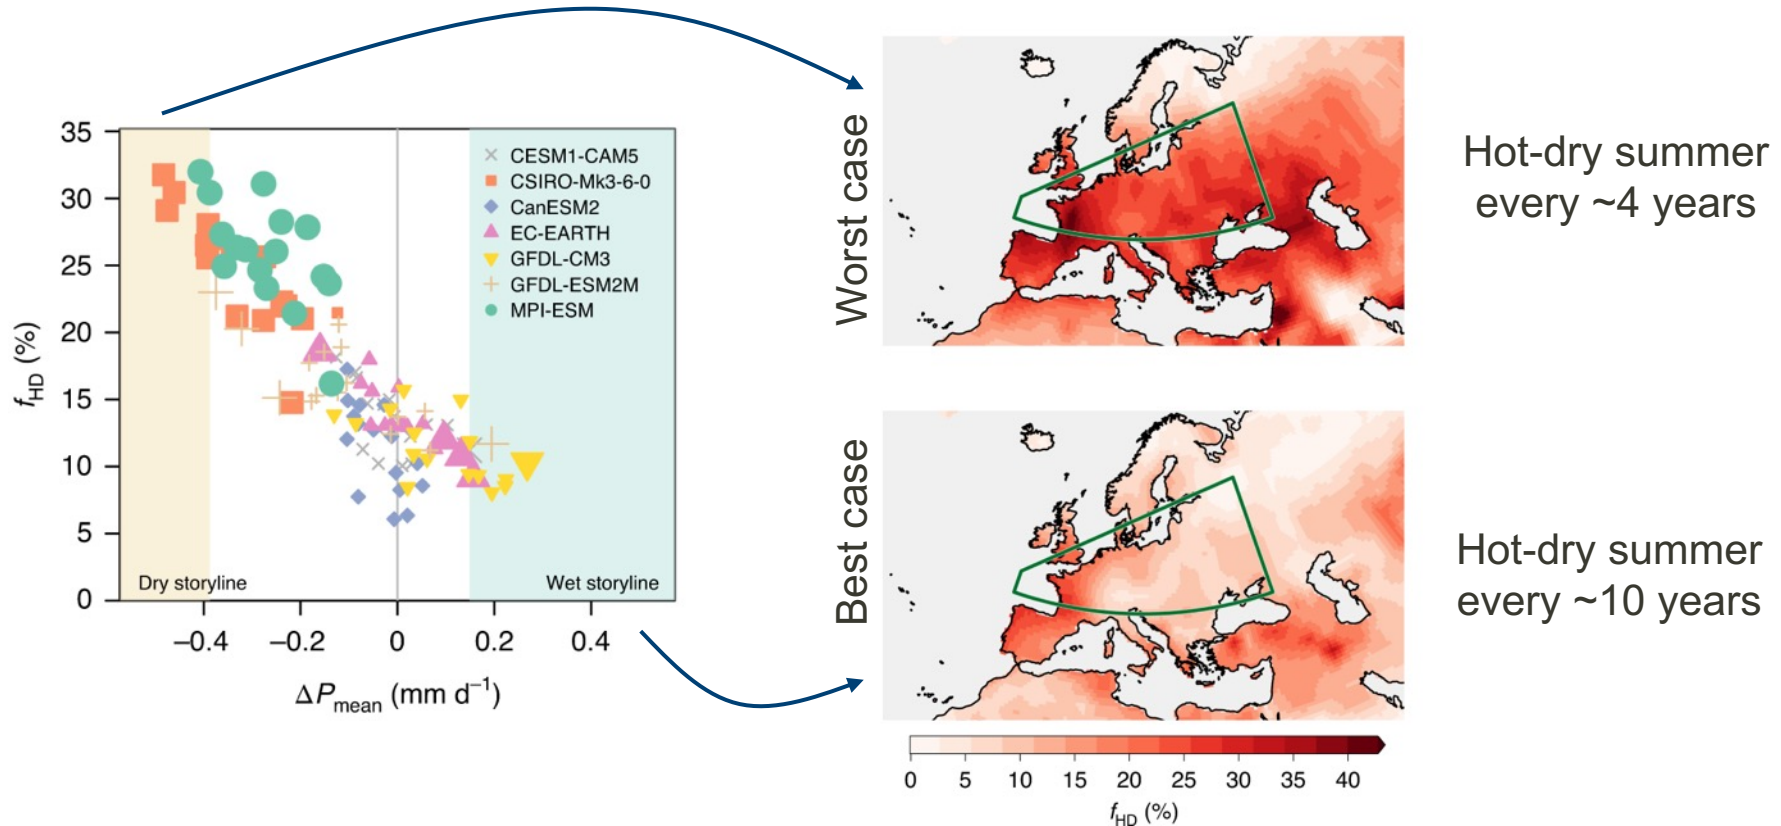 35
30
25
20
15
10
5
0
f_HD (%)
−0.4
−0.2
0
0.2
0.4
ΔP_mean (mm d⁻¹)
Dry storyline
Wet storyline
CESM1-CAM5
CSIRO-Mk3-6-0
CanESM2
EC-EARTH
GFDL-CM3
GFDL-ESM2M
MPI-ESM
Worst case
Hot-dry summer
every ~4 years
Best case
Hot-dry summer
every ~10 years
0 5 10 15 20 25 30 35 40
f_HD (%)